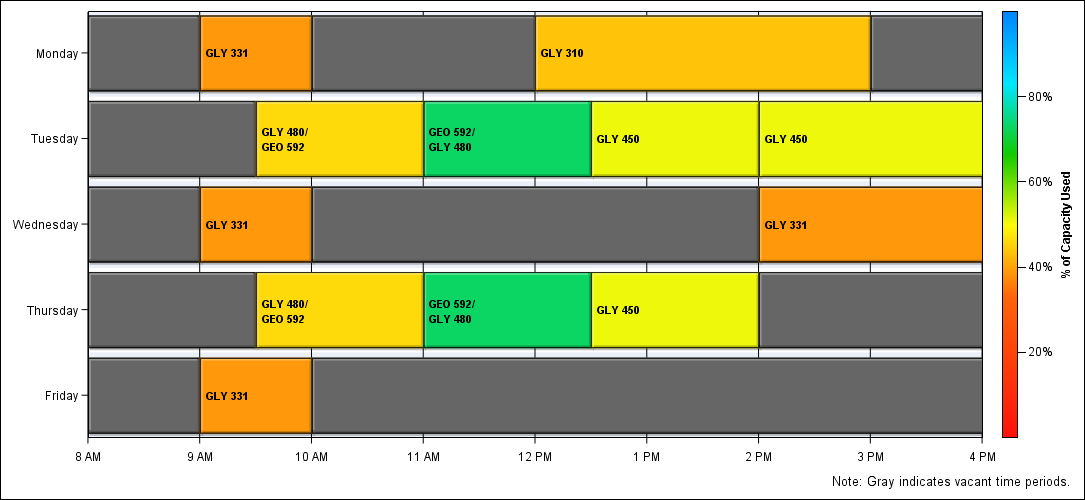 Monday
GLY 331
GLY 310
Tuesday
GLY 480/
GEO 592
GEO 592/
GLY 480
GLY 450
GLY 450
Wednesday
GLY 331
GLY 331
Thursday
GLY 480/
GEO 592
GEO 592/
GLY 480
GLY 450
Friday
GLY 331
8 AM
9 AM
10 AM
11 AM
12 PM
1 PM
2 PM
3 PM
4 PM
80%
60%
40%
20%
% of Capacity Used
Note: Gray indicates vacant time periods.